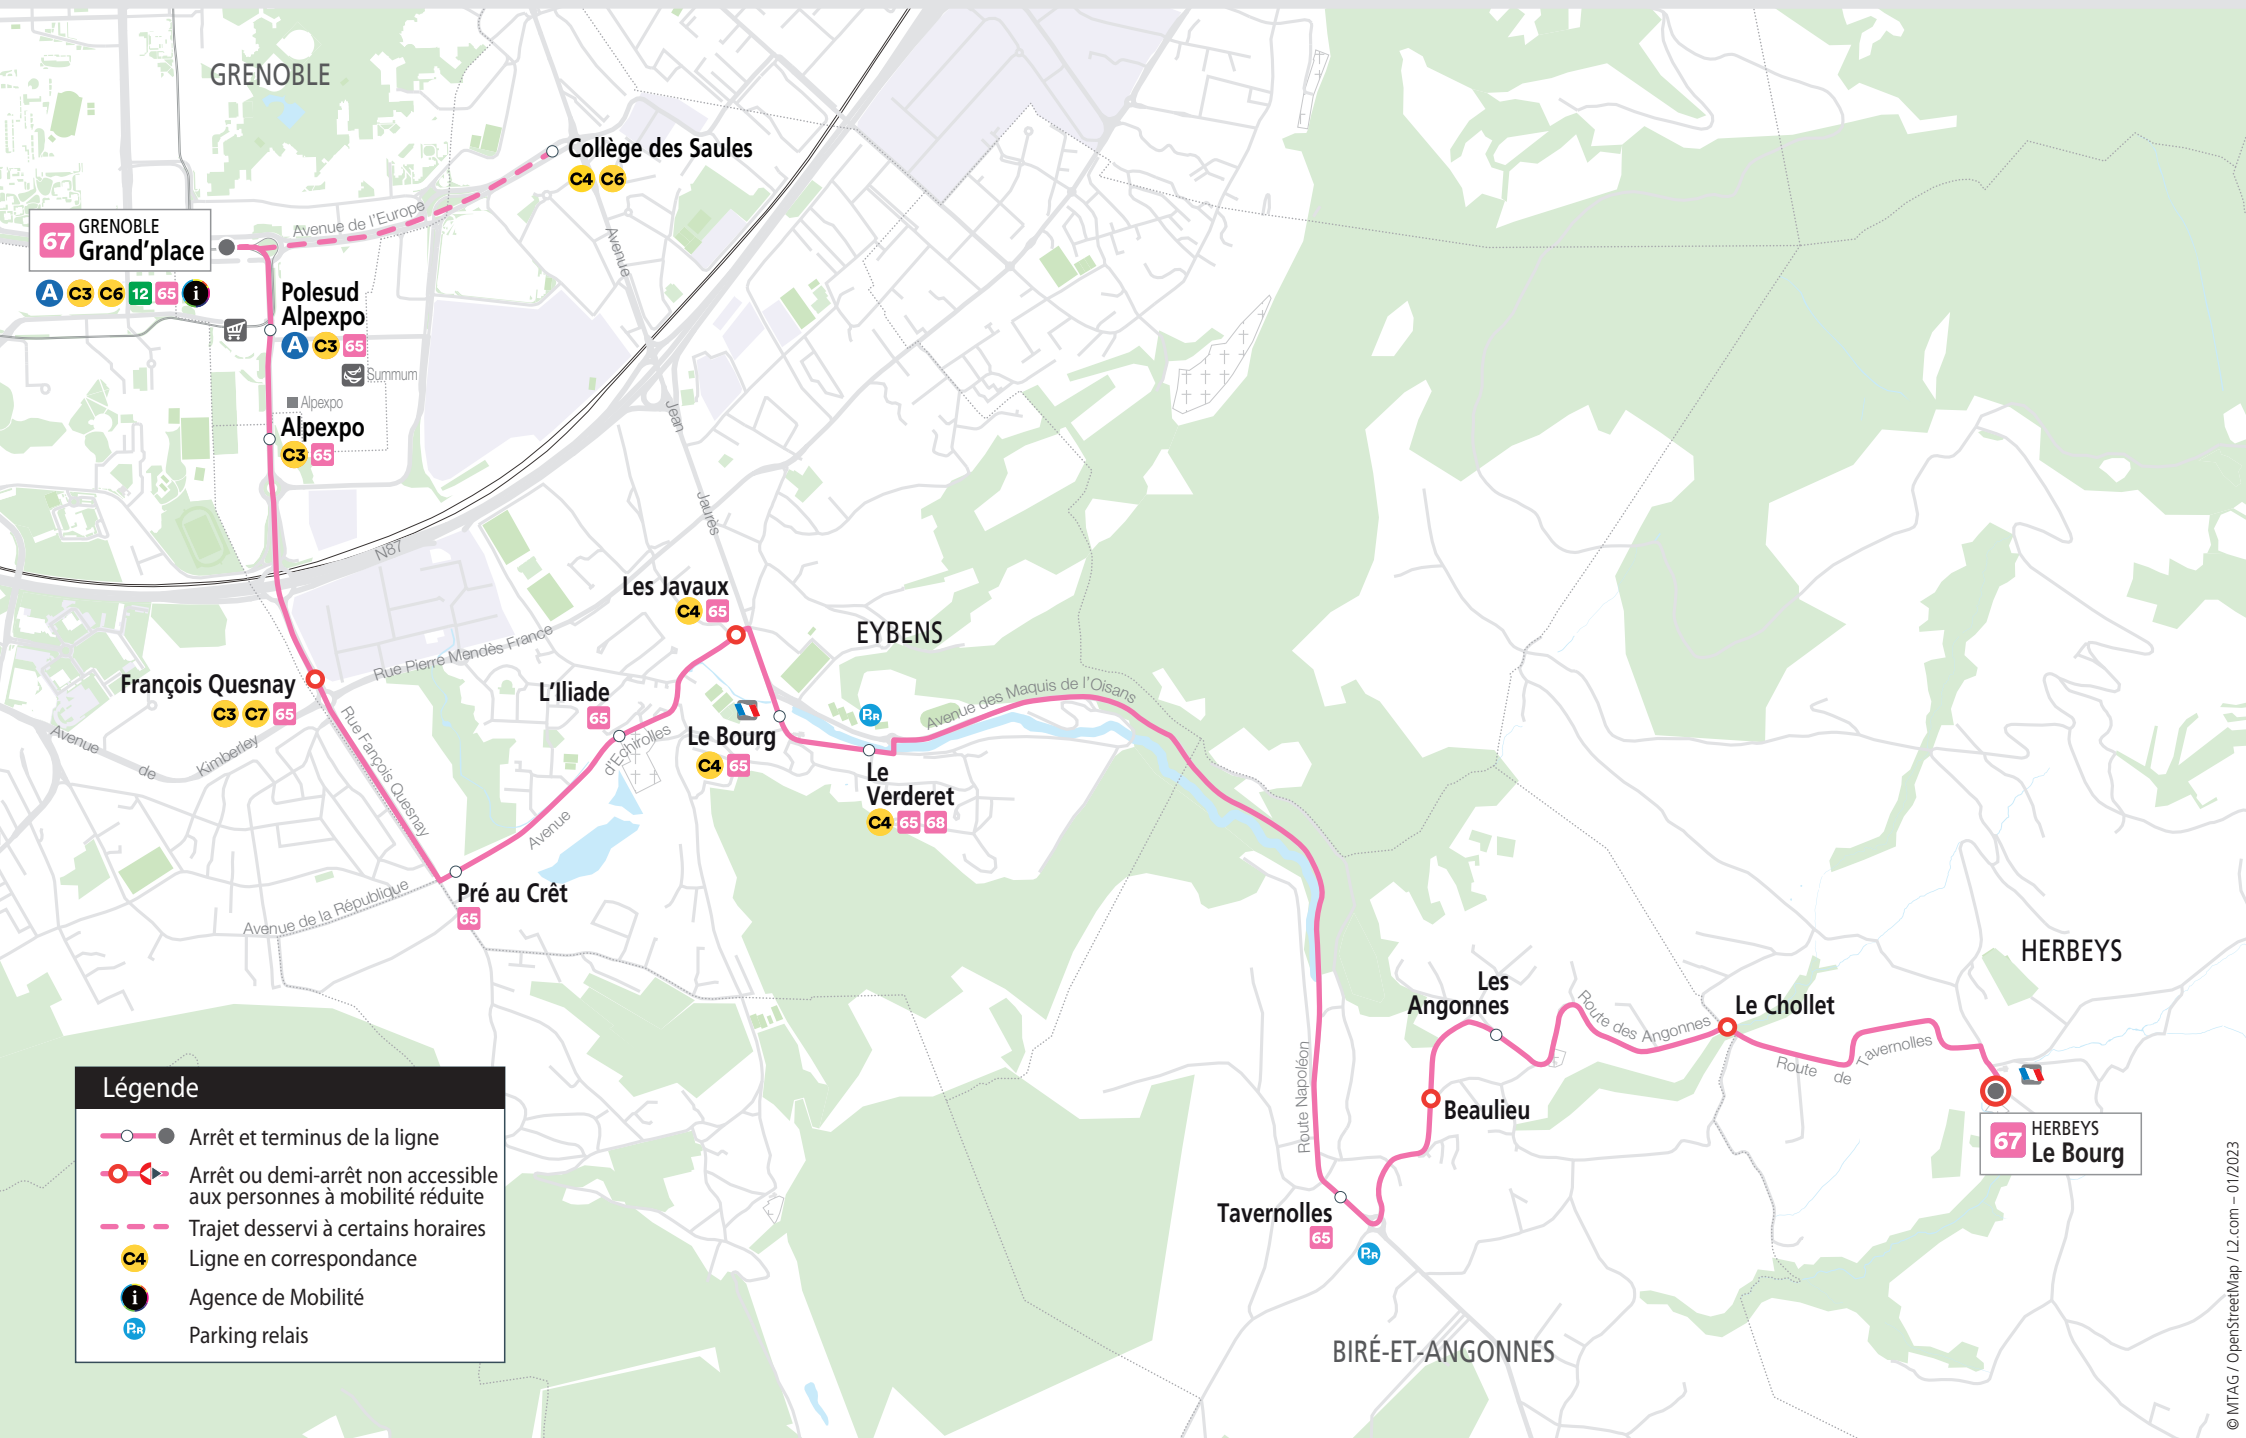 GRENOBLE
Collège des Saules
C4 C6
Avenue de l'Europe
67 GRENOBLE
Grand'place
A C3 C6 12 65 i
Polesud
Alpexpo
A C3 65
Summum
Alpexpo
Alpexpo
C3 65
Avenue
Jean
Jaurès
N87
Les Javaux
C4 65
EYBENS
Rue Pierre Mendès France
François Quesnay
C3 C7 65
L'Iliade
65
Avenue des Maquis de l'Oisans
P+R
Le Bourg
C4 65
Avenue
de
Kimberley
Rue Fançois Quesnay
d'Echirolles
Avenue
Le
Verderet
C4 65 68
Pré au Crêt
65
Avenue de la République
HERBEYS
Les
Angonnes
Route des Angonnes
Le Chollet
Route de Tavernolles
Route Napoléon
Beaulieu
67 HERBEYS
Le Bourg
Tavernolles
65
P+R
BIRÉ-ET-ANGONNES
Légende
Arrêt et terminus de la ligne
Arrêt ou demi-arrêt non accessible
aux personnes à mobilité réduite
Trajet desservi à certains horaires
C4 Ligne en correspondance
i Agence de Mobilité
P+R Parking relais
© MTAG / OpenStreetMap / L2.com – 01/2023